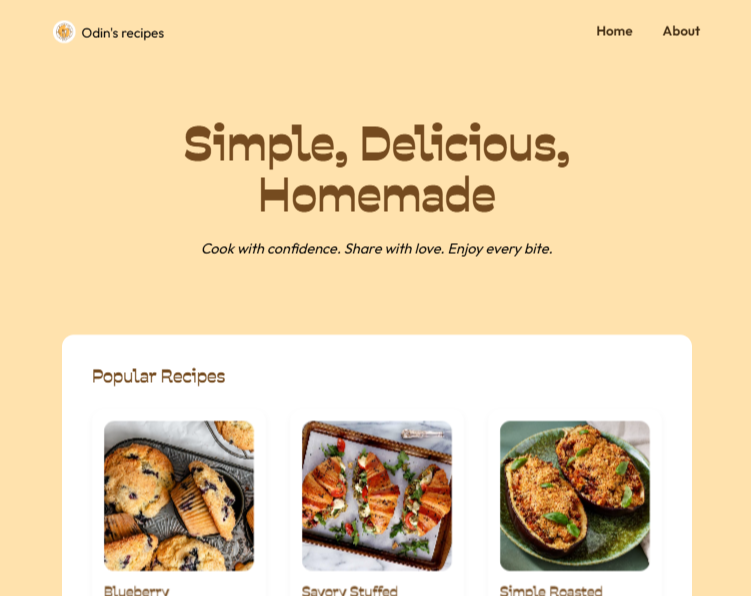 Odin's recipes
Home
About
Simple, Delicious,
Homemade
Cook with confidence. Share with love. Enjoy every bite.
Popular Recipes
Blueberry
Savory Stuffed
Simple Roasted